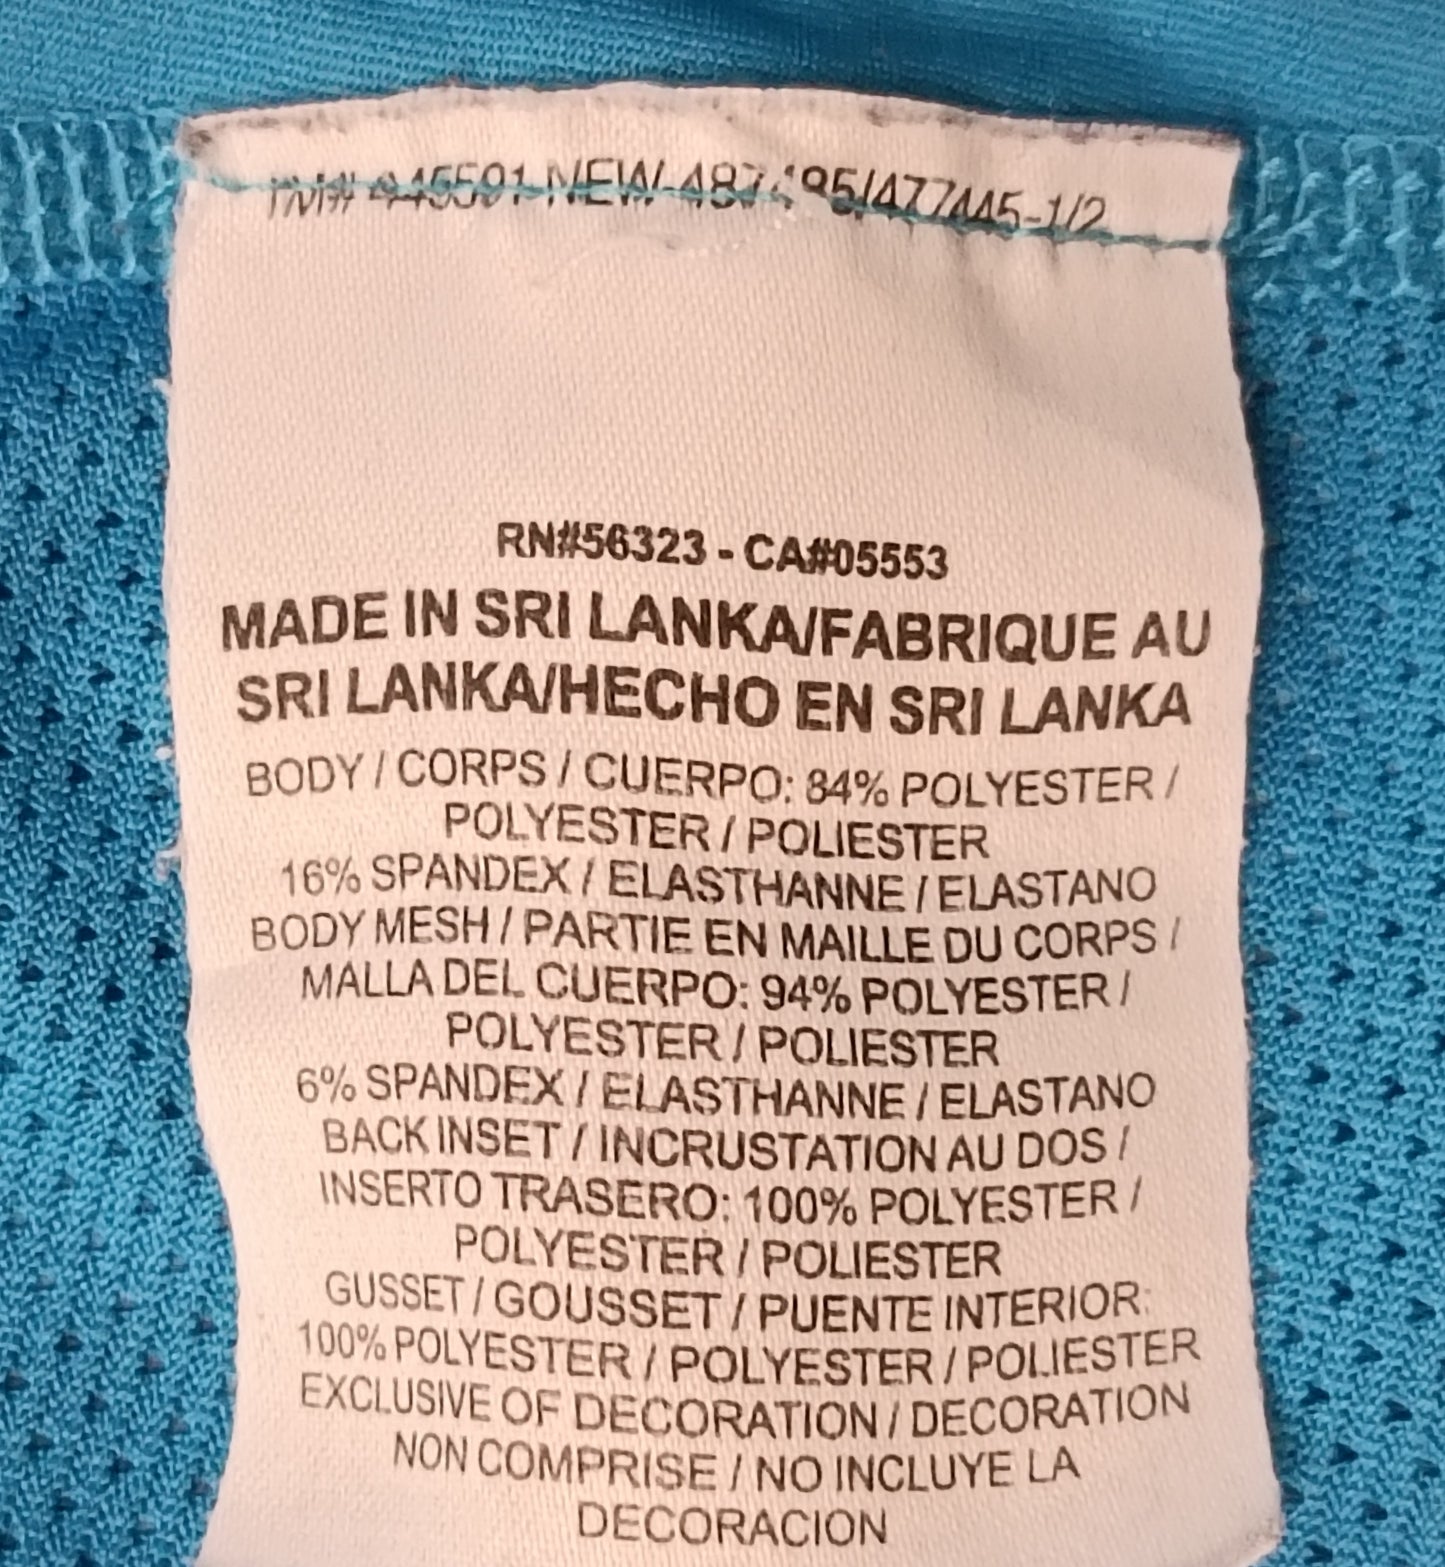 NEW-
RN#56323 - CA#05553
MADE IN SRI LANKA/FABRIQUE AU
SRI LANKA/HECHO EN SRI LANKA
BODY / CORPS / CUERPO: 84% POLYESTER /
POLYESTER / POLIESTER
16% SPANDEX / ELASTHANNE / ELASTANO
BODY MESH / PARTIE EN MAILLE DU CORPS /
MALLA DEL CUERPO: 94% POLYESTER /
POLYESTER / POLIESTER
6% SPANDEX / ELASTHANNE / ELASTANO
BACK INSET / INCRUSTATION AU DOS /
INSERTO TRASERO: 100% POLYESTER /
POLYESTER / POLIESTER
GUSSET / GOUSSET / PUENTE INTERIOR:
100% POLYESTER / POLYESTER / POLIESTER
EXCLUSIVE OF DECORATION / DECORATION
NON COMPRISE / NO INCLUYE LA
DECORACION